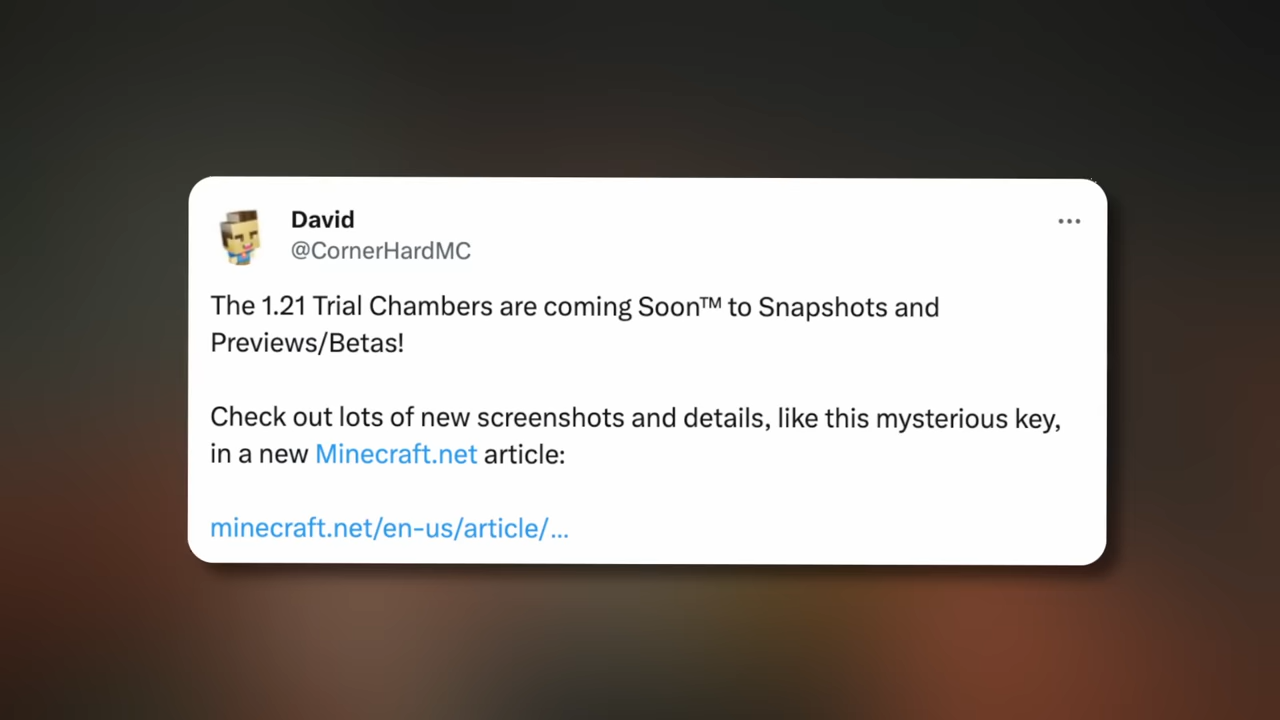 David
@CornerHardMC
The 1.21 Trial Chambers are coming Soon™ to Snapshots and
Previews/Betas!
Check out lots of new screenshots and details, like this mysterious key,
in a new Minecraft.net article:
minecraft.net/en-us/article/...